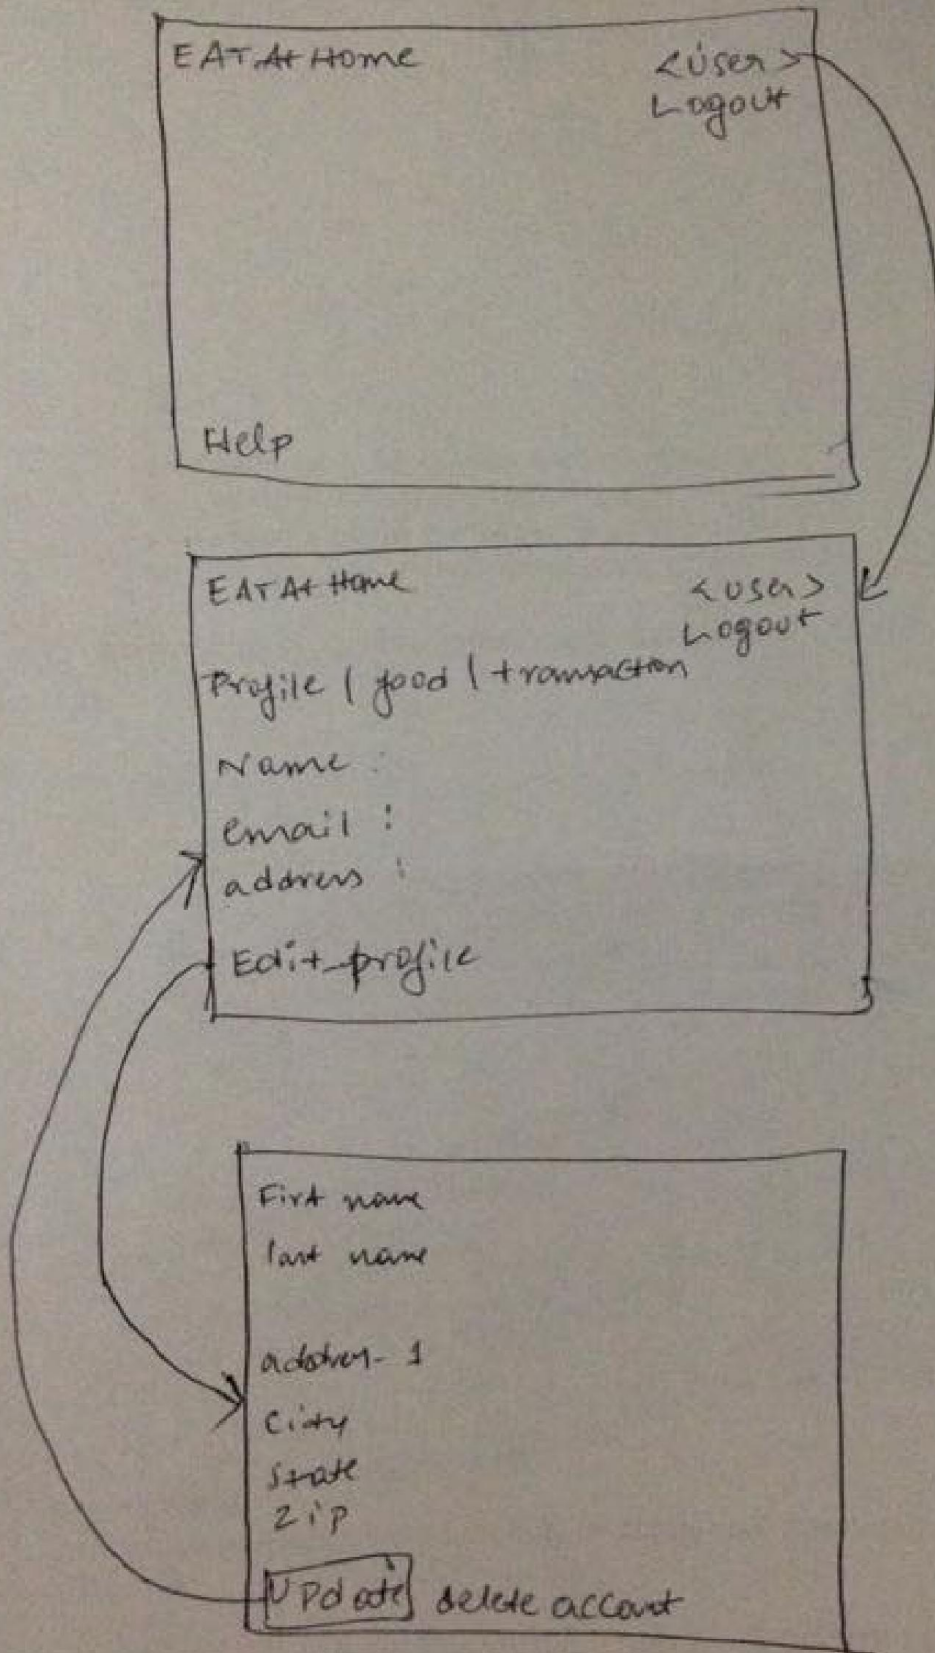 EAT At Home
<User>
Logout
Help
EAT At Home
<User>
Logout
Profile | food | transaction
Name :
email :
address :
Edit profile
First name
last name
address - 1
City
State
Zip
UPdate delete account